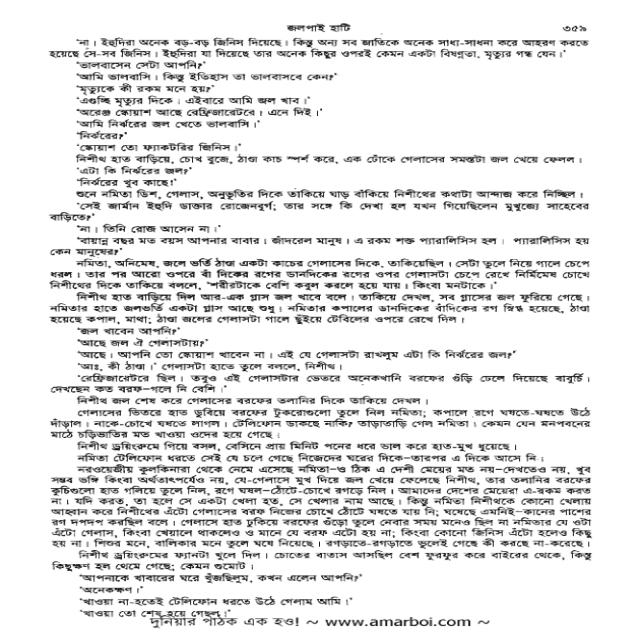 জলপাই হাটি ৩৫৯
'না। ইহুদিরা অনেক বড়-বড় জিনিস দিয়েছে। কিন্তু অন্য সব জাতিকে অনেক সাধ্য-সাধনা করে আহরণ করতে
হয়েছে সে-সব জিনিস। ইহুদিরা যা দিয়েছে তার অনেক কিছুর ওপরই কেমন একটা বিষণ্ণতা, মৃত্যুর গন্ধ যেন।'
'ভালবাসেন সেটা আপনি?'
'আমি ভালবাসি। কিন্তু ইতিহাস তা ভালবাসবে কেন?'
'মৃত্যুকে কী রকম মনে হয়?'
'এগুচ্ছি মৃত্যুর দিকে। এইবারে আমি জল খাব।'
'অরেঞ্জ স্কোয়াশ আছে রেফ্রিজারেটরে। এনে দিই।'
'আমি নির্ঝরের জল খেতে ভালবাসি।'
'নির্ঝরের?'
'স্কোয়াশ তো ফ্যাকটরির জিনিস।'
নিশীথ হাত বাড়িয়ে, চোখ বুজে, ঠাণ্ডা কাচ স্পর্শ করে, এক ঢোঁকে গেলাসের সমস্তটা জল খেয়ে ফেলল।
'এটা কি নির্ঝরের জল?'
'নির্ঝরের খুব কাছে!'
শুনে নমিতা ডিশ, গেলাস, অনুভূতির দিকে তাকিয়ে ঘাড় বাঁকিয়ে নিশীথের কথাটা আন্দাজ করে নিচ্ছিল।
'সেই জার্মান ইহুদি ডাক্তার রোজেনবুর্গ; তার সঙ্গে কি দেখা হল যখন গিয়েছিলেন মুখুজ্যে সাহেবের
বাড়িতে?'
'না। তিনি রোজ আসেন না।'
'বায়ান্ন বছর মত বয়স আপনার বাবার। জাঁদরেল মানুষ। এ রকম শক্ত প্যারালিসিস হল। প্যারালিসিস হয়
কেন মানুষের?'
নমিতা, অনিমেষ, জলে ভর্তি ঠাণ্ডা একটা কাচের গেলাসের দিকে, তাকিয়েছিল। সেটা তুলে নিয়ে গালে চেপে
ধরল। তার পর আরো ওপরে বাঁ দিকের রগের ডানদিকের রগের ওপর গেলাসটা চেপে রেখে নির্নিমেষ চোখে
নিশীথের দিকে তাকিয়ে বললে, 'শরীরটাকে বেশি কবুল করলে হয়ে যায়। কিংবা মনটাকে।'
নিশীথ হাত বাড়িয়ে দিল আর-এক গ্লাস জল খাবে বলে। তাকিয়ে দেখল, সব গ্লাসের জল ফুরিয়ে গেছে।
নমিতার হাতে জলভর্তি একটা গ্লাস আছে শুধু। নমিতার কপালের ডানদিকের বাঁদিকের রগ স্নিগ্ধ হয়েছে, ঠাণ্ডা
হয়েছে কপাল, মাথা; ঠাণ্ডা জলের গেলাসটা গালে ছুঁইয়ে টেবিলের ওপরে রেখে দিল।
'জল খাবেন আপনি?'
'আছে জল ঐ গেলাসটায়?'
'আছে। আপনি তো স্কোয়াশ খাবেন না। এই যে গেলাসটা রাখলুম এটা কি নির্ঝরের জল?'
'আঃ, কী ঠাণ্ডা।' গেলাসটা হাতে তুলে বললে, নিশীথ।
'রেফ্রিজারেটরে ছিল। তবুও এই গেলাসটার ভেতরে অনেকখানি বরফের গুঁড়ি ঢেলে দিয়েছে বাবুর্চি।
দেখছেন কত বরফ–গলে নি বেশি।'
নিশীথ জল শেষ করে গেলাসের বরফের তলানির দিকে তাকিয়ে দেখল।
গেলাসের ভিতরে হাত ডুবিয়ে বরফের টুকরোগুলো তুলে নিল নমিতা; কপালে রগে ঘষতে-ঘষতে উঠে
দাঁড়াল। নাকে-চোখে ঘষতে লাগল। টেলিফোন ডাকছে নাকি? তাড়াতাড়ি গেল নমিতা। কেমন যেন মনপবনের
মাঠে চড়িভাতির মত খাওয়া ওদের হয়ে গেছে।
নিশীথ ড্রয়িংরুমে গিয়ে বসল, বেসিনে প্রায় মিনিট পনের ধরে ভাল করে হাত-মুখ ধুয়েছে।
নমিতা টেলিফোন ধরতে সেই যে চলে গেছে নিজেদের ঘরের দিকে–তারপর এ দিকে আসে নি।
নরওয়েজীয় কুলকিনারা থেকে নেমে এসেছে নমিতা–ও ঠিক এ দেশী মেয়ের মত নয়–দেখতেও নয়, খুব
সম্ভব ভঙ্গি কিংবা অর্থতাৎপর্যেও নয়, যে-গেলাসে মুখ দিয়ে জল খেয়ে ফেলেছে নিশীথ, তার তলানির বরফের
কুচিগুলো হাত গলিয়ে তুলে নিল, রগে ঘষল-ঠোঁটে-চোখে রগড়ে নিল। আমাদের দেশের মেয়েরা এ-রকম করত
না। যদি করত, তা হলে সে একটা খেলা হত, সে খেলার নাম আছে। কিন্তু নমিতা নিশীথকে কোনো খেলায়
আহ্বান করে নিশীথের এঁটো গেলাসের বরফ নিজের চোখে ঠোঁটে ঘষতে যায় নি; ঘষেছে এমনিই–কানের পাশের
রগ দপদপ করছিল বলে। গেলাসে হাত ঢুকিয়ে বরফের গুঁড়ো তুলে নেবার সময় মনেও ছিল না নমিতার যে ওটা
এঁটো গেলাস, কিংবা খেয়ালে থাকলেও ও মানে যে বরফ এটো হয় না; কিংবা কোনো জিনিস এঁটো হলেও কিছু
হয় না। শিশুর মনে, বালিকার মনে তুলে ঘষে নিয়েছে। রগড়াতে-রগড়াতে ভুলেই গেছে কী করছে না-করছে।
নিশীথ ড্রয়িংরুমের ফ্যানটা খুলে দিল। চোতের বাতাস আসছিল বেশ ফুরফুর করে বাইরের থেকে, কিন্তু
কিছুক্ষণ হল থেমে গেছে; কেমন গুমোট।
'আপনাকে খাবারের ঘরে খুঁজছিলুম, কখন এলেন আপনি?'
'অনেকক্ষণ।'
'খাওয়া না-হতেই টেলিফোন ধরতে উঠে গেলাম আমি।'
'খাওয়া তো শেষ হয়ে গেছল।'
দুনিয়ার পাঠক এক হও! ~ www.amarboi.com ~